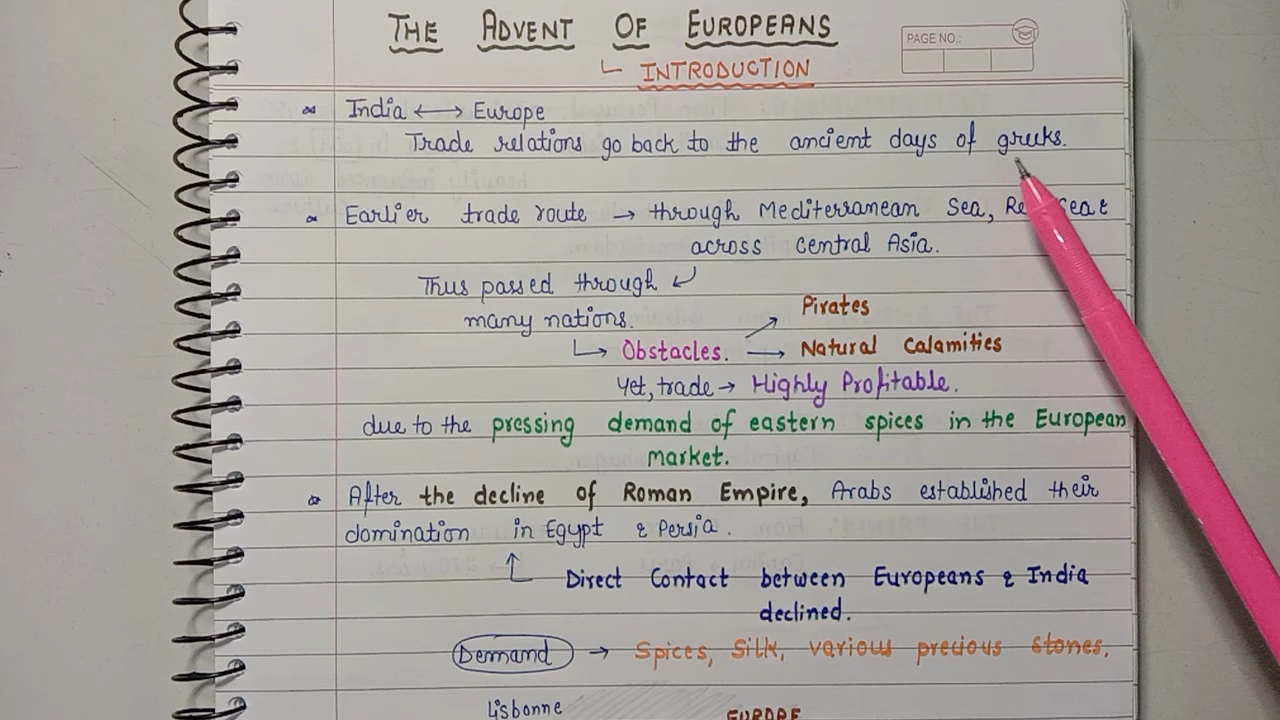 THE ADVENT OF EUROPEANS
PAGE NO.:
INTRODUCTION
India ↔ Europe
Trade relations go back to the ancient days of greeks.
Earlier trade route → through Mediterranean Sea, Red Sea &
across central Asia.
Thus passed through
many nations.
Pirates
Obstacles. → Natural Calamities
Yet, trade → Highly Profitable.
due to the pressing demand of eastern spices in the European
market.
After the decline of Roman Empire, Arabs established their
domination in Egypt & Persia.
Direct Contact between Europeans & India
declined.
Demand → Spices, Silk, various precious stones,
Lisbonne
EUROPE